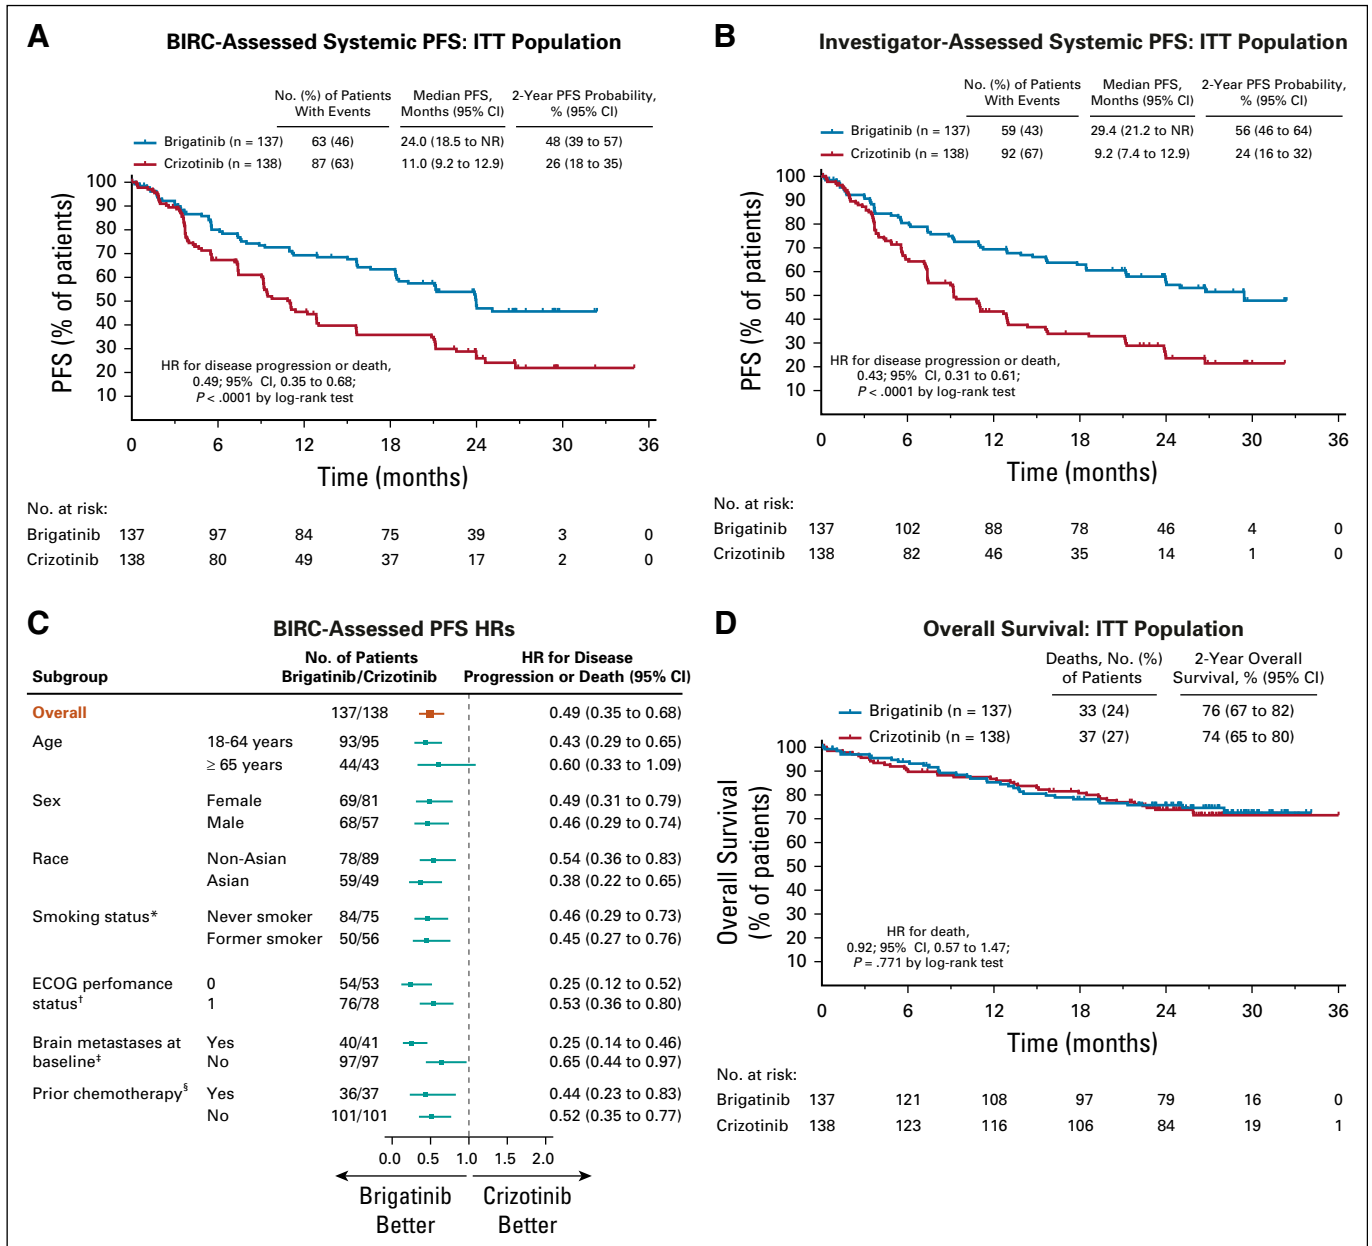 A
BIRC-Assessed Systemic PFS: ITT Population
No. (%) of Patients With Events
Median PFS, Months (95% CI)
2-Year PFS Probability, % (95% CI)
Brigatinib (n = 137) 63 (46) 24.0 (18.5 to NR) 48 (39 to 57)
Crizotinib (n = 138) 87 (63) 11.0 (9.2 to 12.9) 26 (18 to 35)
PFS (% of patients)
100
90
80
70
60
50
40
30
20
10
HR for disease progression or death,
0.49; 95% CI, 0.35 to 0.68;
P < .0001 by log-rank test
0 6 12 18 24 30 36
Time (months)
No. at risk:
Brigatinib 137 97 84 75 39 3 0
Crizotinib 138 80 49 37 17 2 0
B
Investigator-Assessed Systemic PFS: ITT Population
No. (%) of Patients With Events
Median PFS, Months (95% CI)
2-Year PFS Probability, % (95% CI)
Brigatinib (n = 137) 59 (43) 29.4 (21.2 to NR) 56 (46 to 64)
Crizotinib (n = 138) 92 (67) 9.2 (7.4 to 12.9) 24 (16 to 32)
PFS (% of patients)
100
90
80
70
60
50
40
30
20
10
HR for disease progression or death,
0.43; 95% CI, 0.31 to 0.61;
P < .0001 by log-rank test
0 6 12 18 24 30 36
Time (months)
No. at risk:
Brigatinib 137 102 88 78 46 4 0
Crizotinib 138 82 46 35 14 1 0
C
BIRC-Assessed PFS HRs
Subgroup
No. of Patients Brigatinib/Crizotinib
HR for Disease Progression or Death (95% CI)
Overall 137/138 0.49 (0.35 to 0.68)
Age 18-64 years 93/95 0.43 (0.29 to 0.65)
≥ 65 years 44/43 0.60 (0.33 to 1.09)
Sex Female 69/81 0.49 (0.31 to 0.79)
Male 68/57 0.46 (0.29 to 0.74)
Race Non-Asian 78/89 0.54 (0.36 to 0.83)
Asian 59/49 0.38 (0.22 to 0.65)
Smoking status* Never smoker 84/75 0.46 (0.29 to 0.73)
Former smoker 50/56 0.45 (0.27 to 0.76)
ECOG perfomance 0 54/53 0.25 (0.12 to 0.52)
status† 1 76/78 0.53 (0.36 to 0.80)
Brain metastases at Yes 40/41 0.25 (0.14 to 0.46)
baseline‡ No 97/97 0.65 (0.44 to 0.97)
Prior chemotherapy§ Yes 36/37 0.44 (0.23 to 0.83)
No 101/101 0.52 (0.35 to 0.77)
0.0 0.5 1.0 1.5 2.0
Brigatinib Better
Crizotinib Better
D
Overall Survival: ITT Population
Deaths, No. (%) of Patients
2-Year Overall Survival, % (95% CI)
Brigatinib (n = 137) 33 (24) 76 (67 to 82)
Crizotinib (n = 138) 37 (27) 74 (65 to 80)
Overall Survival (% of patients)
100
90
80
70
60
50
40
30
20
10
HR for death,
0.92; 95% CI, 0.57 to 1.47;
P = .771 by log-rank test
0 6 12 18 24 30 36
Time (months)
No. at risk:
Brigatinib 137 121 108 97 79 16 0
Crizotinib 138 123 116 106 84 19 1